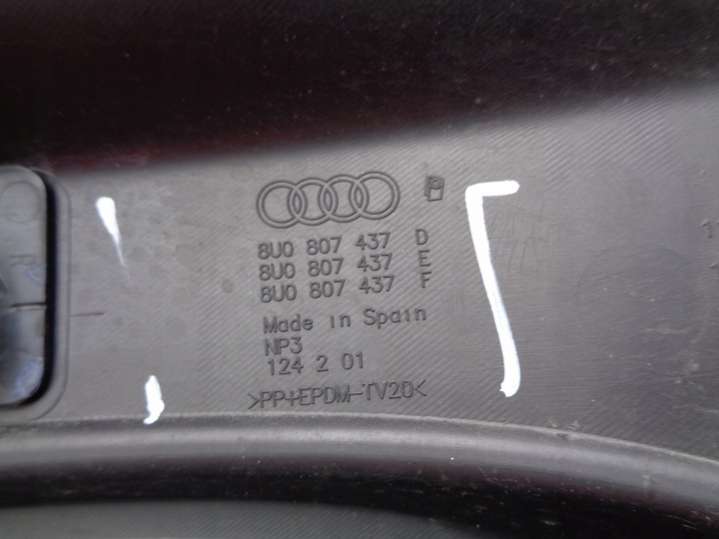 8U0 807 437 D
8U0 807 437 E
8U0 807 437 F
Made in Spain
NP3
124 2 01
>PP+EPDM-TV20<